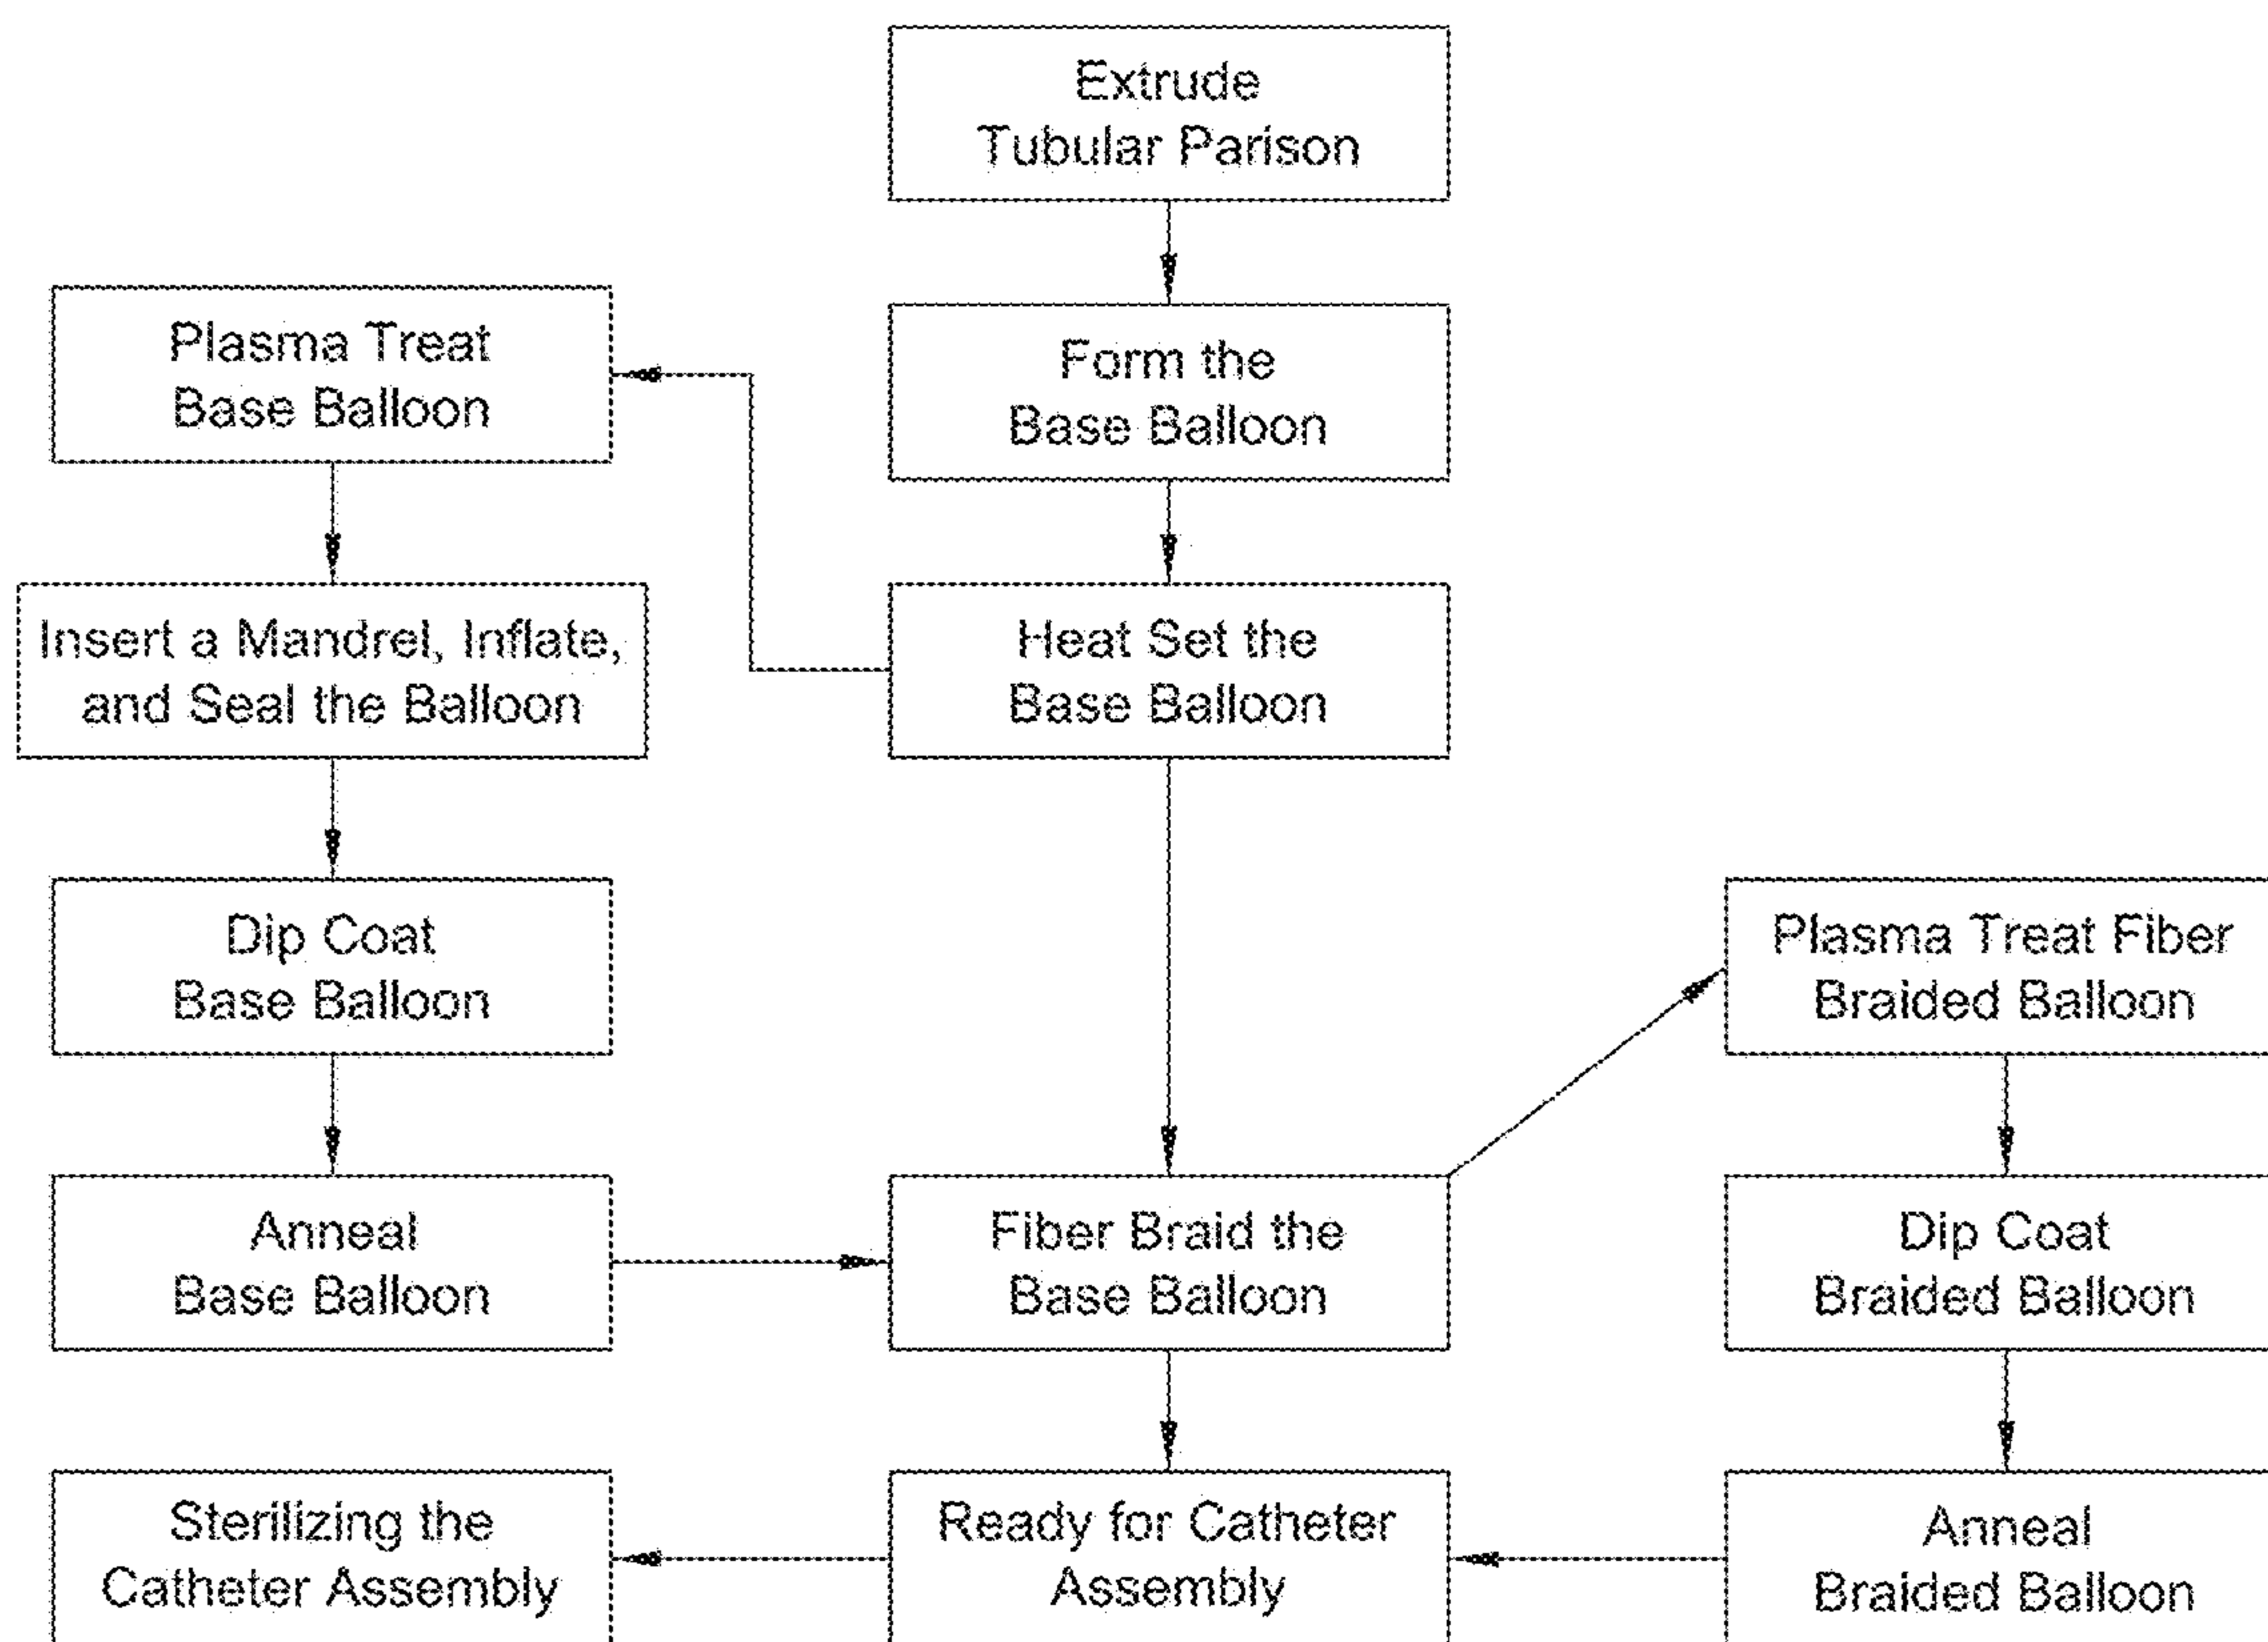 Extrude
Tubular Parison
Plasma Treat
Base Balloon
Form the
Base Balloon
Insert a Mandrel, Inflate,
and Seal the Balloon
Heat Set the
Base Balloon
Dip Coat
Base Balloon
Plasma Treat Fiber
Braided Balloon
Anneal
Base Balloon
Fiber Braid the
Base Balloon
Dip Coat
Braided Balloon
Sterilizing the
Catheter Assembly
Ready for Catheter
Assembly
Anneal
Braided Balloon